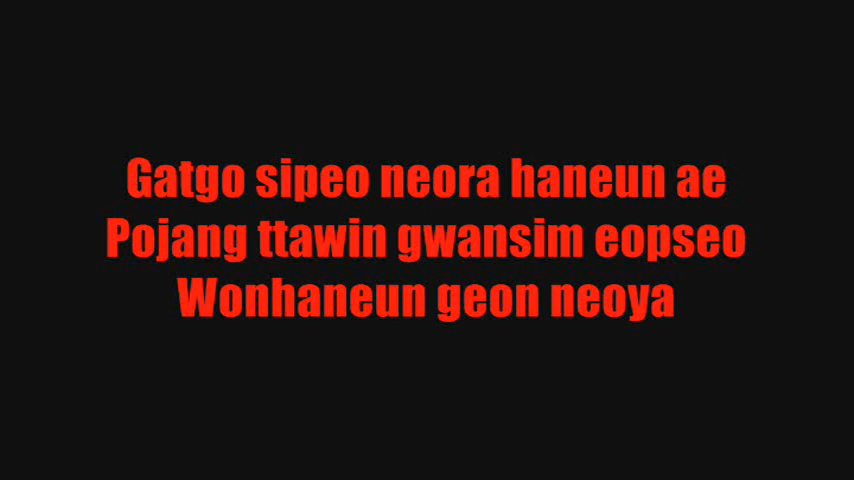 Gatgo sipeo neora haneun ae
Pojang ttawin gwansim eopseo
Wonhaneun geon neoya